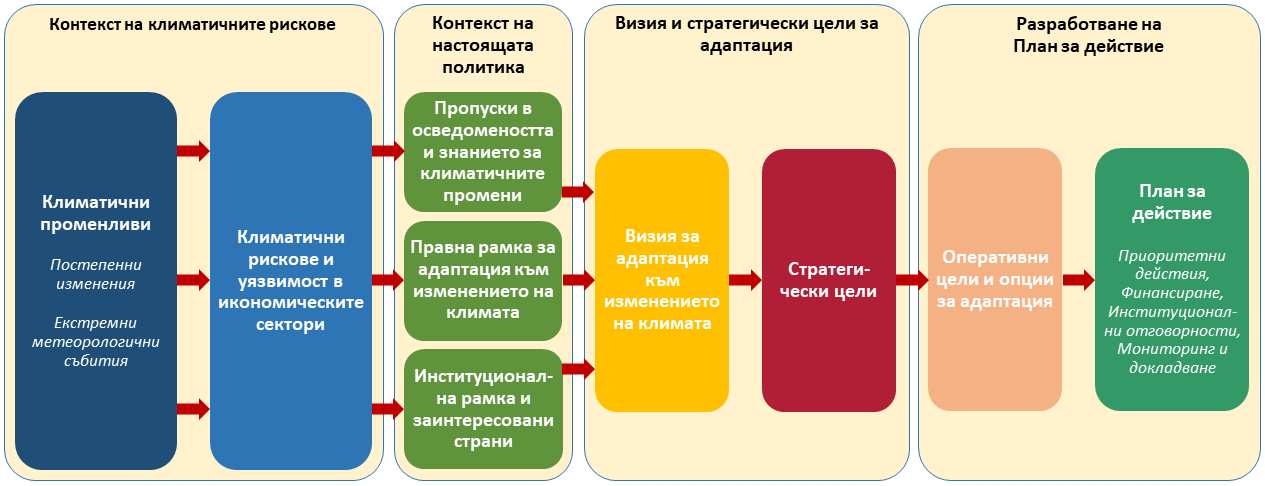 Контекст на климатичните рискове
Климатични
променливи
Постепенни
изменения
Екстремни
метеорологични
събития
Климатични
рискове и
уязвимост в
икономическите
сектори
Контекст на
настоящата
политика
Пропуски в
осведомеността
и знанието за
климатичните
промени
Правна рамка за
адаптация към
изменението на
климата
Институционал-
на рамка и
заинтересовани
страни
Визия и стратегически цели за
адаптация
Визия за
адаптация
към
изменението
на климата
Стратеги-
чески цели
Разработване на
План за действие
Оперативни
цели и опции
за адаптация
План за
действие
Приоритетни
действия,
Финансиране,
Институционал-
ни отговорности,
Мониторинг и
докладване